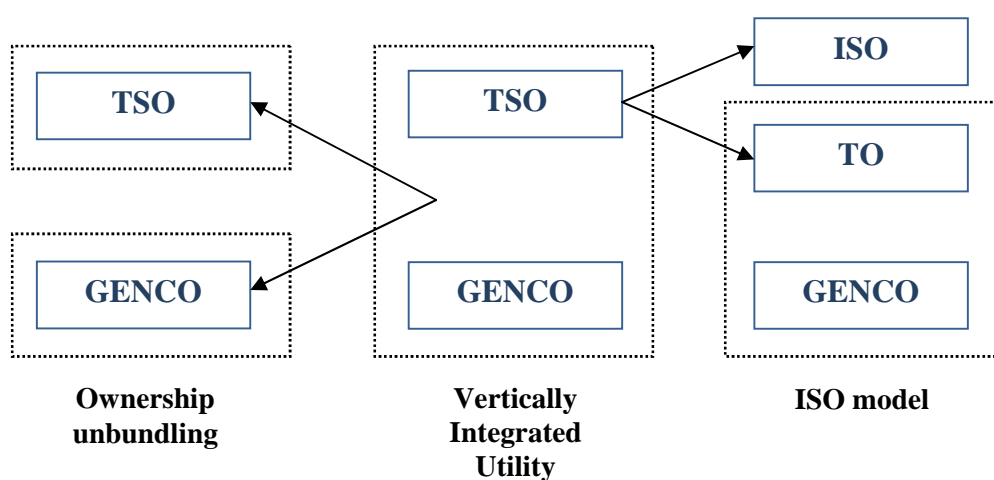 TSO
GENCO
Ownership
unbundling
TSO
GENCO
Vertically
Integrated
Utility
ISO
TO
GENCO
ISO model